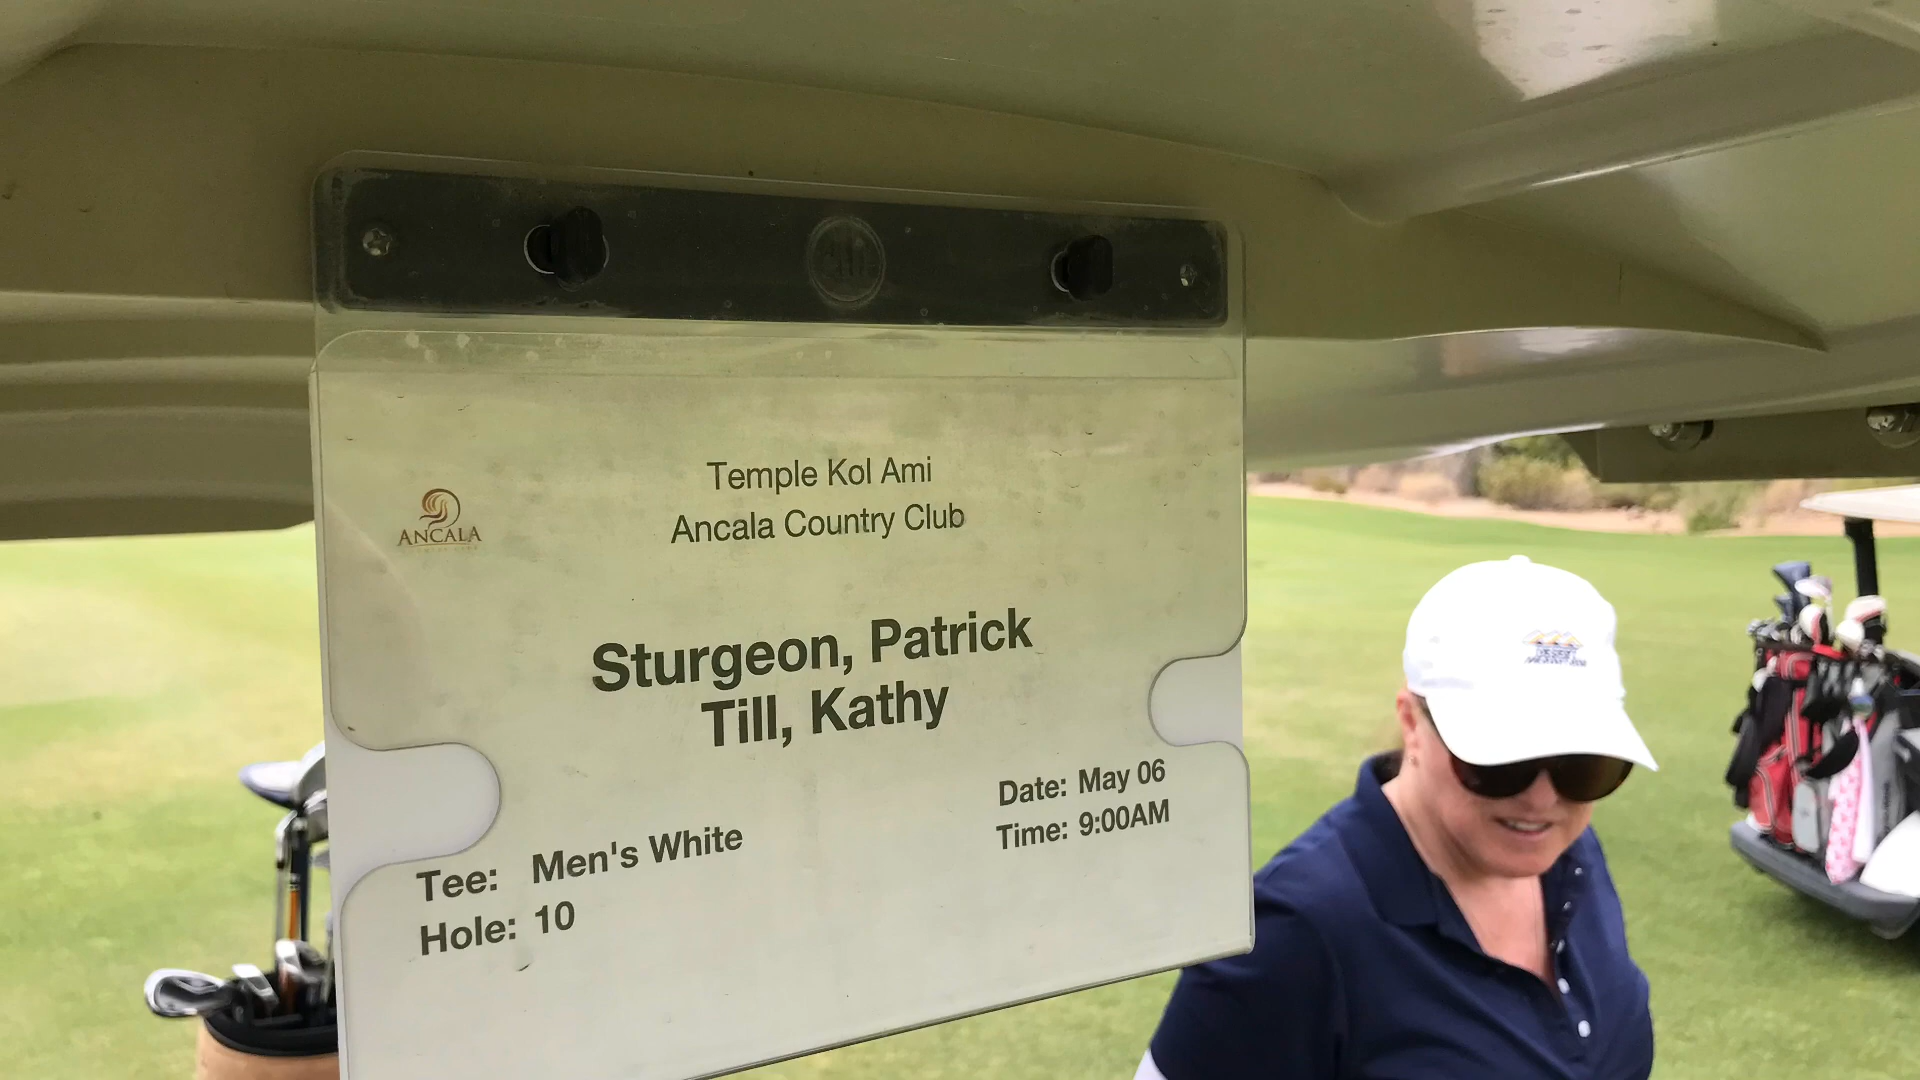 Temple Kol Ami
Ancala Country Club
ANCALA
Sturgeon, Patrick
Till, Kathy
Date: May 06
Time: 9:00AM
Tee: Men's White
Hole: 10